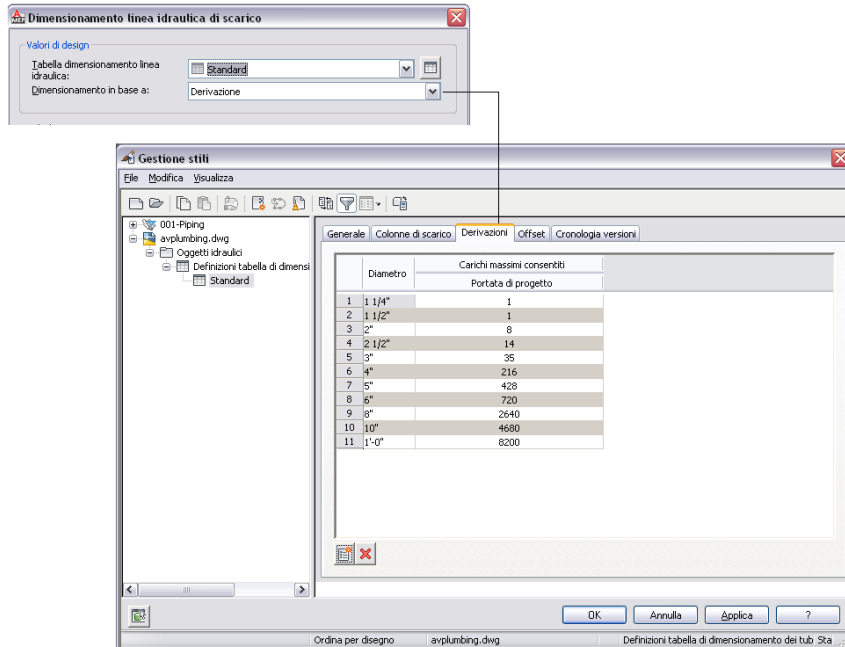 Dimensionamento linea idraulica di scarico
Valori di design
Tabella dimensionamento linea
idraulica:
Standard
Dimensionamento in base a:
Derivazione
Gestione stili
File Modifica Visualizza
001-Piping
avplumbing.dwg
Oggetti idraulici
Definizioni tabella di dimensi
Standard
Generale Colonne di scarico Derivazioni Offset Cronologia versioni
Diametro Carichi massimi consentiti
Portata di progetto
1 1 1/4" 1
2 1 1/2" 1
3 2" 8
4 2 1/2" 14
5 3" 35
6 4" 216
7 5" 428
8 6" 720
9 8" 2640
10 10" 4680
11 1'-0" 8200
OK Annulla Applica ?
Ordina per disegno avplumbing.dwg Definizioni tabella di dimensionamento dei tub Sta